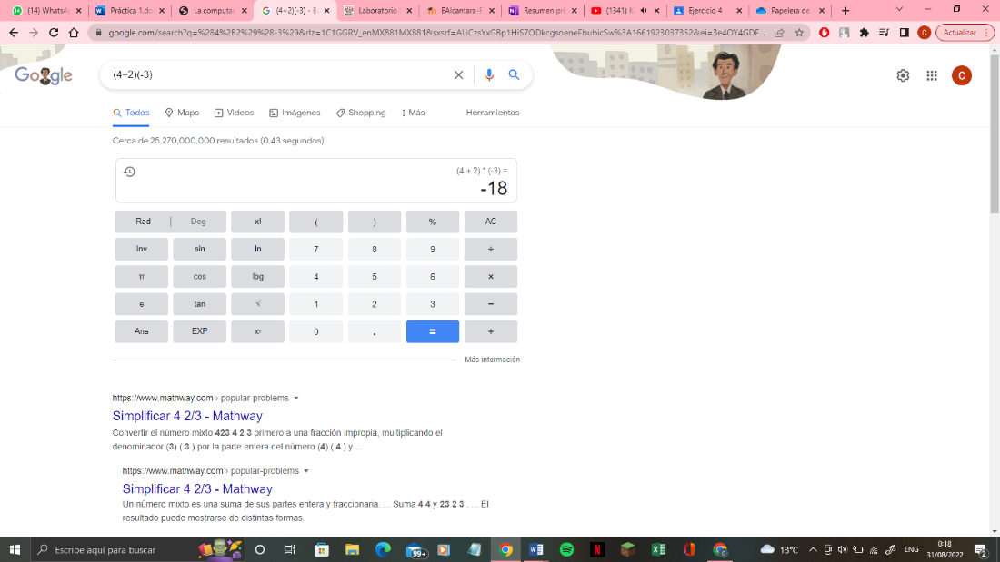 (14) WhatsA
Práctica 1.do
La computac
(4+2)(-3) - B
Laboratorio
EAlcantara-P
Resumen pri
(1341) K
Ejercicio 4
Papelera de
google.com/search?q=%284%2B2%29%28-3%29&rlz=1C1GGRV_enMX881MX881&sxsrf=ALiCzsYxGBp1HiS7ODkcgsoeneFbubicSw%3A1661923037352&ei=3e4OY4GDF...
C
Actualizar
Google
(4+2)(-3)
C
Todos
Maps
Videos
Imágenes
Shopping
Más
Herramientas
Cerca de 25,270,000,000 resultados (0.43 segundos)
(4 + 2) * (-3) =
-18
Rad | Deg x! ( ) % AC
Inv sin ln 7 8 9 ÷
π cos log 4 5 6 ×
e tan √ 1 2 3 −
Ans EXP xʸ 0 . = +
Más información
https://www.mathway.com › popular-problems
Simplificar 4 2/3 - Mathway
Convertir el número mixto 423 4 2 3 primero a una fracción impropia, multiplicando el
denominador (3) ( 3 ) por la parte entera del número (4) ( 4 ) y ...
https://www.mathway.com › popular-problems
Simplificar 4 2/3 - Mathway
Un número mixto es una suma de sus partes entera y fraccionaria. ... Suma 4 4 y 23 2 3 . ... El
resultado puede mostrarse de distintas formas.
Escribe aquí para buscar
99+
13°C
ENG
0:18
31/08/2022
2